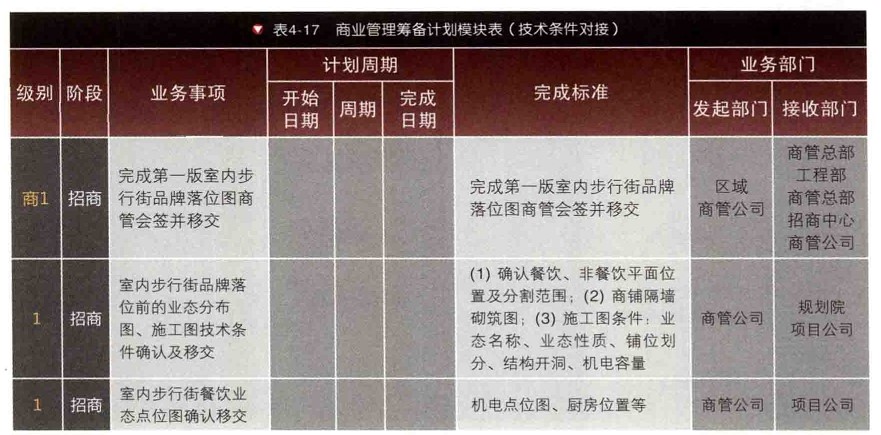 表4-17 商业管理筹备计划模块表（技术条件对接）
级别
阶段
业务事项
计划周期
开始
日期
周期
完成
日期
完成标准
业务部门
发起部门
接收部门
商1
招商
完成第一版室内步
行街品牌落位图商
管会签并移交
完成第一版室内步行街品牌
落位图商管会签并移交
区域
商管公司
商管总部
工程部
商管总部
招商中心
商管公司
1
招商
室内步行街品牌落
位前的业态分布
图、施工图技术条
件确认及移交
(1) 确认餐饮、非餐饮平面位
置及分割范围；(2) 商铺隔墙
砌筑图；(3) 施工图条件：业
态名称、业态性质、铺位划
分、结构开洞、机电容量
商管公司
规划院
项目公司
1
招商
室内步行街餐饮业
态点位图确认移交
机电点位图、厨房位置等
商管公司
项目公司